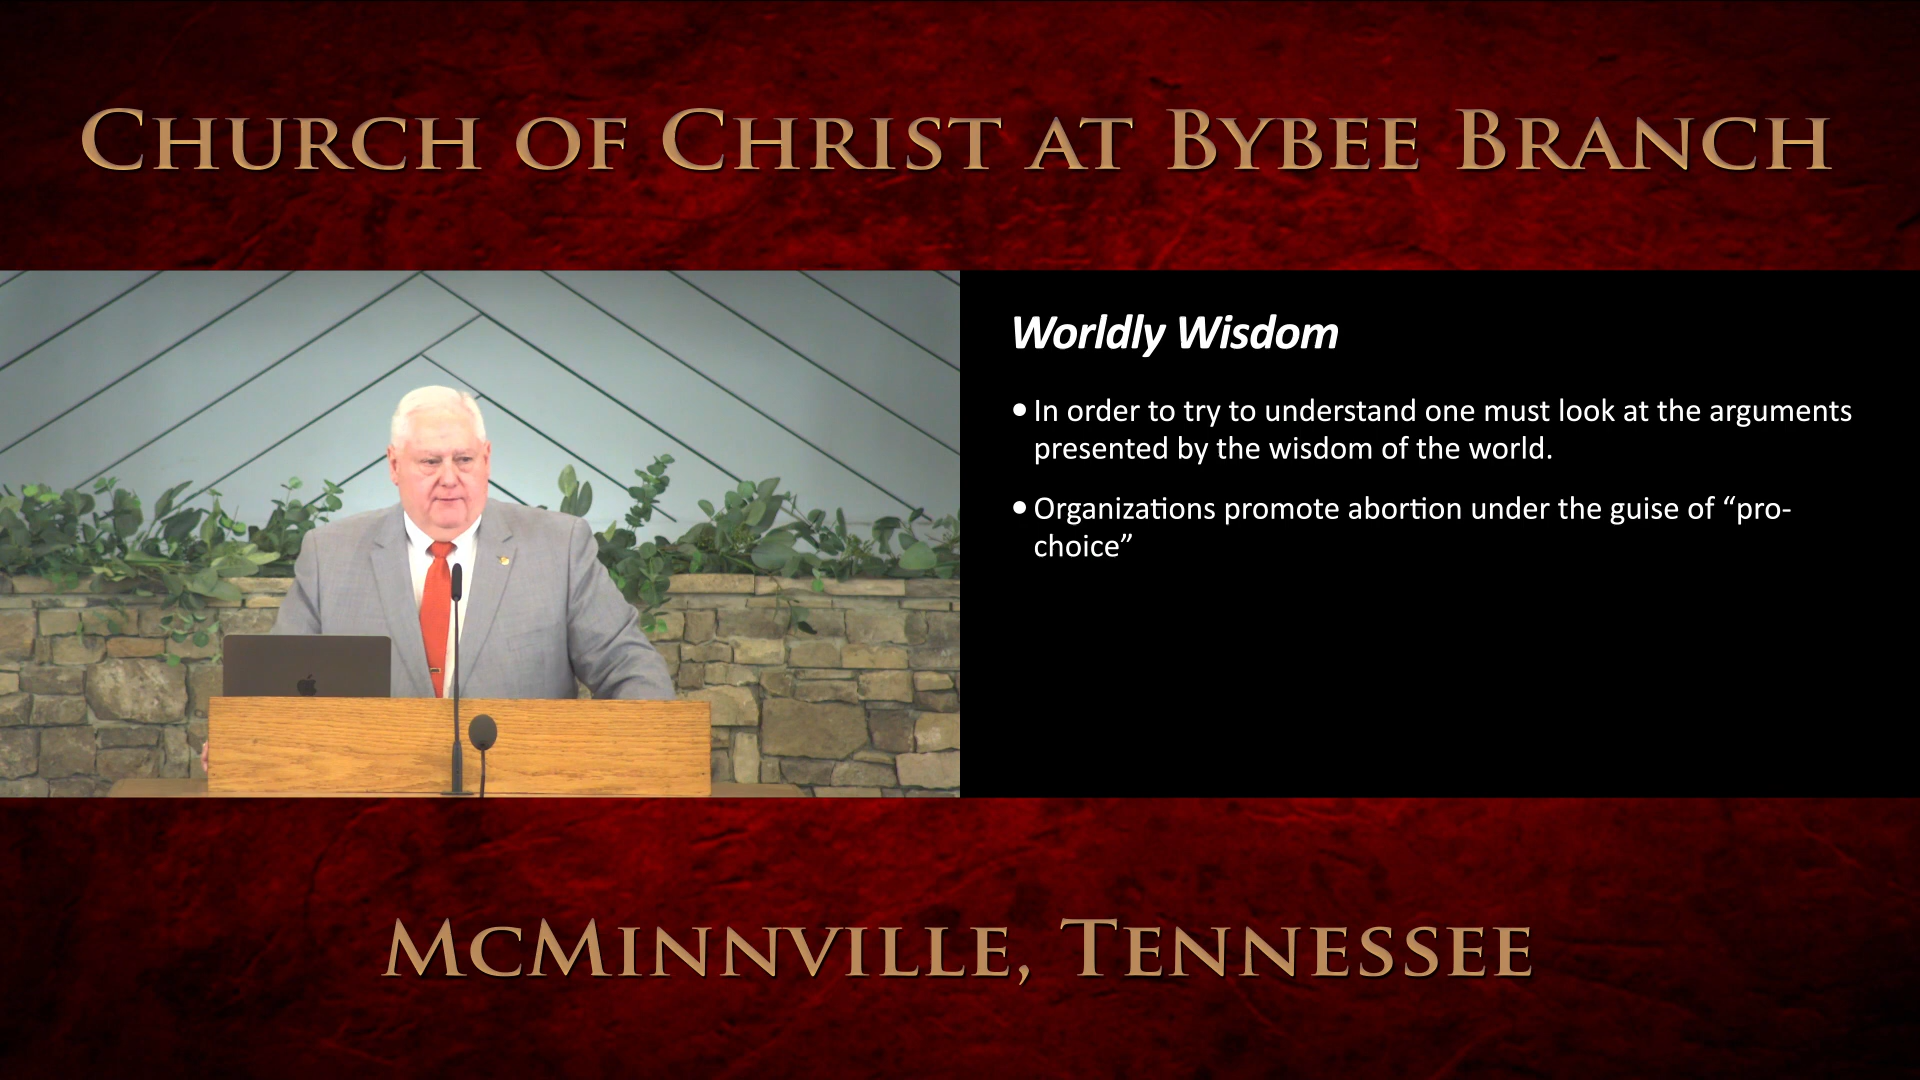 Church of Christ at Bybee Branch
Worldly Wisdom
• In order to try to understand one must look at the arguments
presented by the wisdom of the world.
• Organizations promote abortion under the guise of “pro-
choice”
McMinnville, Tennessee